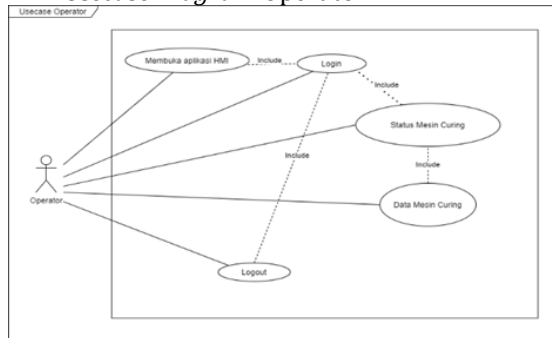 Usecase Operator
Membuka aplikasi HMI
Include
Login
Include
Status Mesin Curing
Include
Include
Operator
Data Mesin Curing
Logout